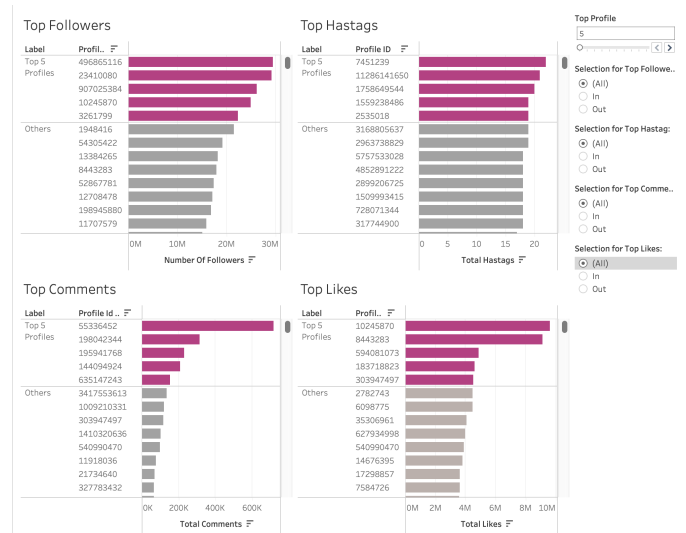 Top Followers
Label Profil..
Top 5 Profiles 496865116
23410080
907025384
10245870
3261799
Others 1948416
54305422
13384265
8443283
52867781
12708478
198945880
11707579
0M 10M 20M 30M
Number Of Followers
Top Hastags
Label Profile ID
Top 5 Profiles 7451239
11286141650
1758649544
1559238486
2535018
Others 3168805637
2963738829
5757533028
4852891222
2899206725
1509993415
728071344
317744900
0 5 10 15 20
Total Hastags
Top Comments
Label Profile Id ..
Top 5 Profiles 55336452
198042344
195941768
144094924
635147243
Others 3417553613
1009210331
303947497
1410320636
540990470
11918036
21734640
327783432
0K 200K 400K 600K
Total Comments
Top Likes
Label Profil..
Top 5 Profiles 10245870
8443283
594081073
183718823
303947497
Others 2782743
6098775
35306961
627934998
540990470
14676395
17298857
7584726
0M 2M 4M 6M 8M 10M
Total Likes
Top Profile
5
Selection for Top Followe..
(All)
In
Out
Selection for Top Hastag:
(All)
In
Out
Selection for Top Comme..
(All)
In
Out
Selection for Top Likes:
(All)
In
Out